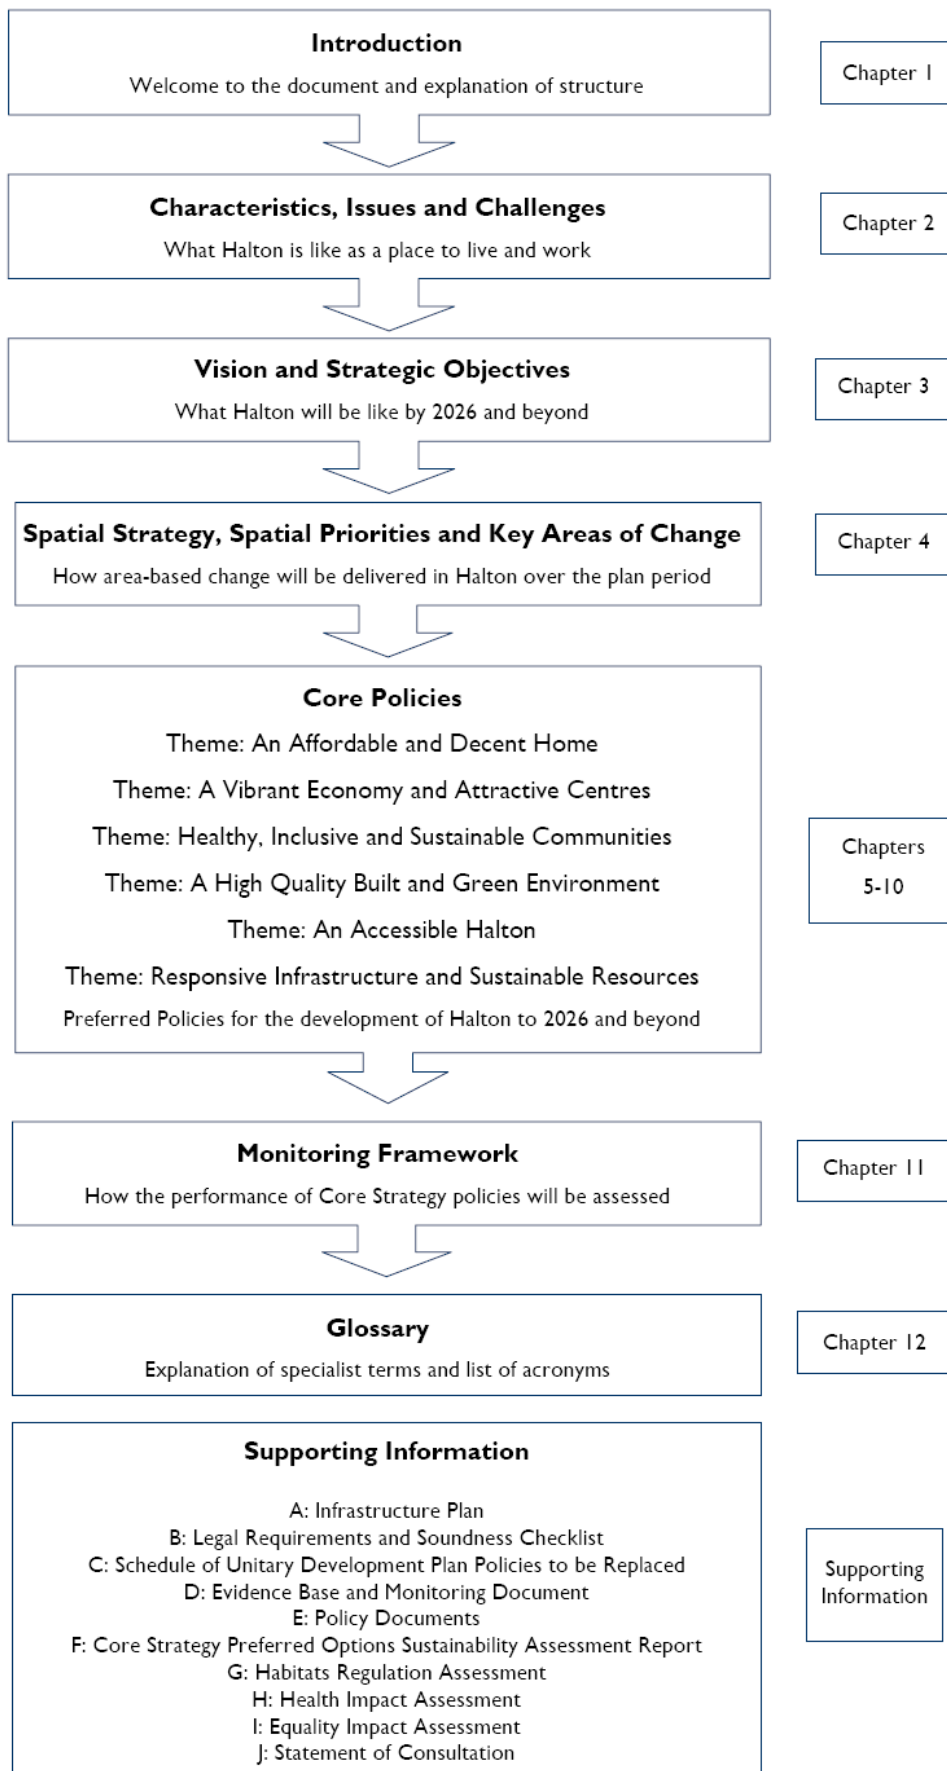 Introduction
Welcome to the document and explanation of structure
Chapter 1
Characteristics, Issues and Challenges
What Halton is like as a place to live and work
Chapter 2
Vision and Strategic Objectives
What Halton will be like by 2026 and beyond
Chapter 3
Spatial Strategy, Spatial Priorities and Key Areas of Change
How area-based change will be delivered in Halton over the plan period
Chapter 4
Core Policies
Theme: An Affordable and Decent Home
Theme: A Vibrant Economy and Attractive Centres
Theme: Healthy, Inclusive and Sustainable Communities
Theme: A High Quality Built and Green Environment
Theme: An Accessible Halton
Theme: Responsive Infrastructure and Sustainable Resources
Preferred Policies for the development of Halton to 2026 and beyond
Chapters
5-10
Monitoring Framework
How the performance of Core Strategy policies will be assessed
Chapter 11
Glossary
Explanation of specialist terms and list of acronyms
Chapter 12
Supporting Information
A: Infrastructure Plan
B: Legal Requirements and Soundness Checklist
C: Schedule of Unitary Development Plan Policies to be Replaced
D: Evidence Base and Monitoring Document
E: Policy Documents
F: Core Strategy Preferred Options Sustainability Assessment Report
G: Habitats Regulation Assessment
H: Health Impact Assessment
I: Equality Impact Assessment
J: Statement of Consultation
Supporting
Information